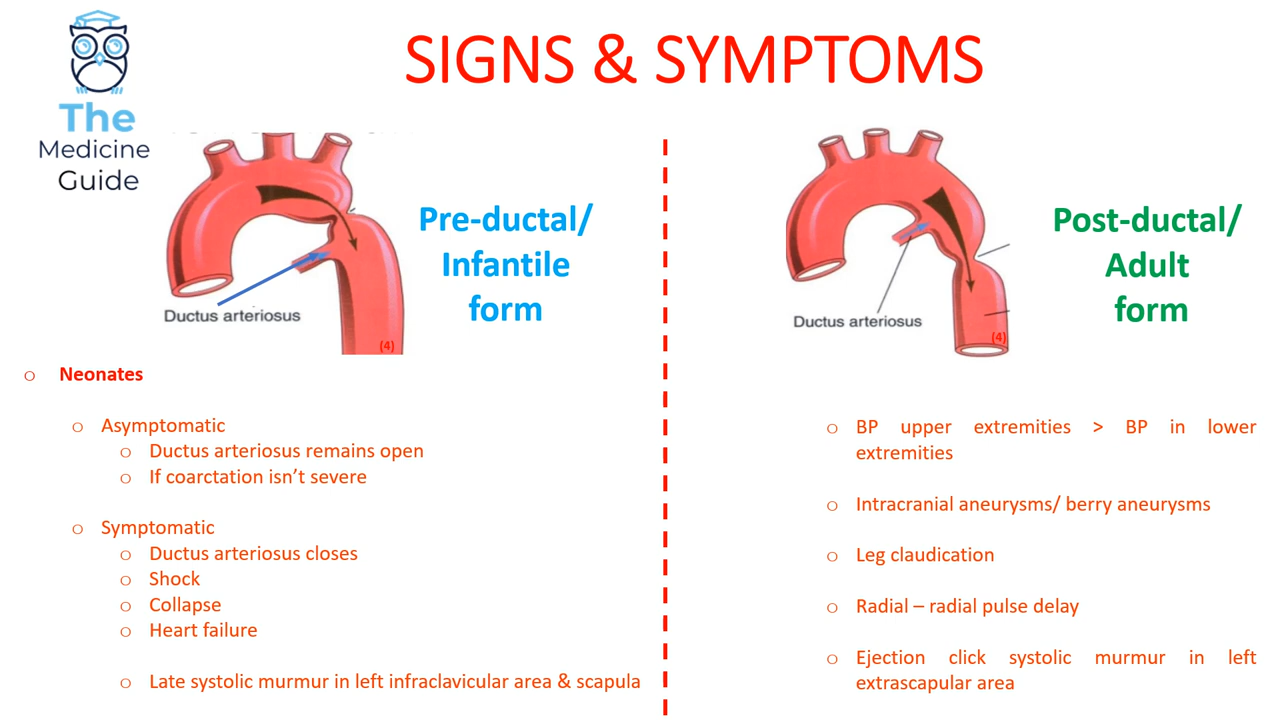 SIGNS & SYMPTOMS
The
Medicine
Guide
Pre-ductal/
Infantile
form
Ductus arteriosus
(4)
o Neonates
o Asymptomatic
o Ductus arteriosus remains open
o If coarctation isn’t severe
o Symptomatic
o Ductus arteriosus closes
o Shock
o Collapse
o Heart failure
o Late systolic murmur in left infraclavicular area & scapula
Post-ductal/
Adult
form
Ductus arteriosus
(4)
o BP upper extremities > BP in lower
extremities
o Intracranial aneurysms/ berry aneurysms
o Leg claudication
o Radial – radial pulse delay
o Ejection click systolic murmur in left
extrascapular area